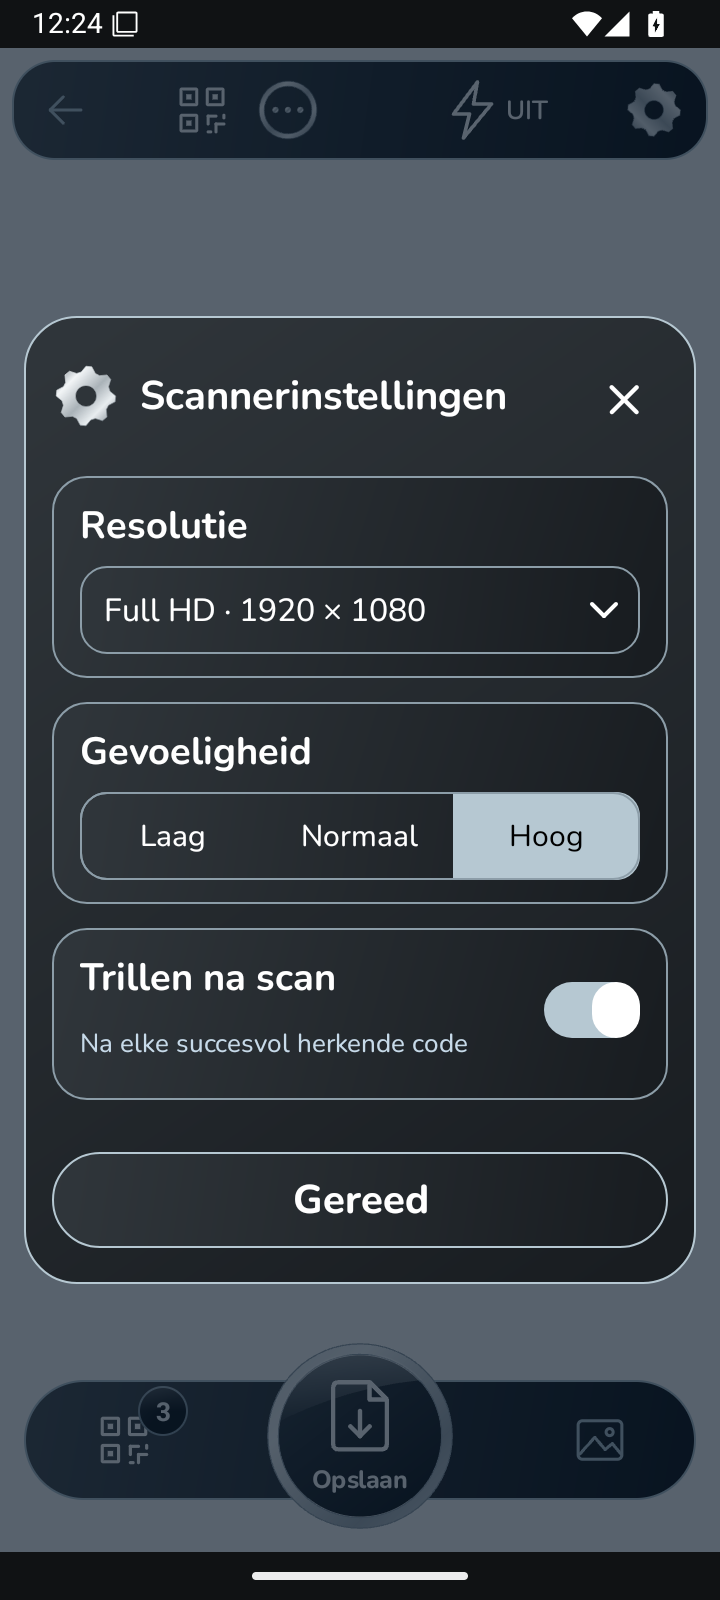 12:24
UIT
Scannerinstellingen
Resolutie
Full HD · 1920 × 1080
Gevoeligheid
Laag Normaal Hoog
Trillen na scan
Na elke succesvol herkende code
Gereed
3
Opslaan